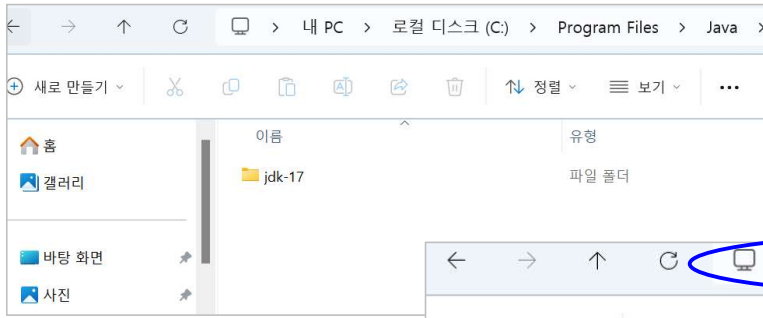 내 PC > 로컬 디스크 (C:) > Program Files > Java >
새로 만들기 정렬 보기 ...
이름 유형
홈
갤러리
jdk-17 파일 폴더
바탕 화면
사진